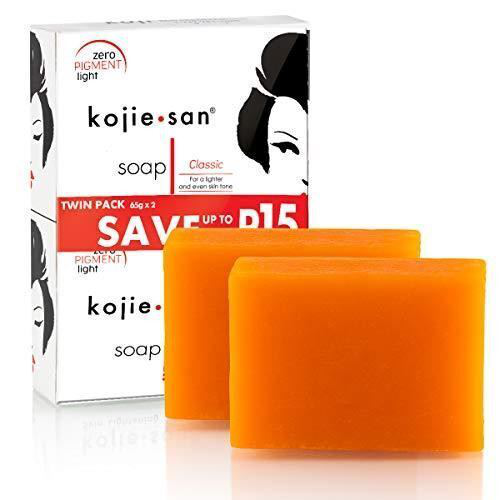 zero
PIGMENT
light
kojie•san®
soap
Classic
For a lighter
and even skin tone
TWIN PACK 65g x 2
SAVE UP TO P15
zero
PIGMENT
light
kojie•san
soap